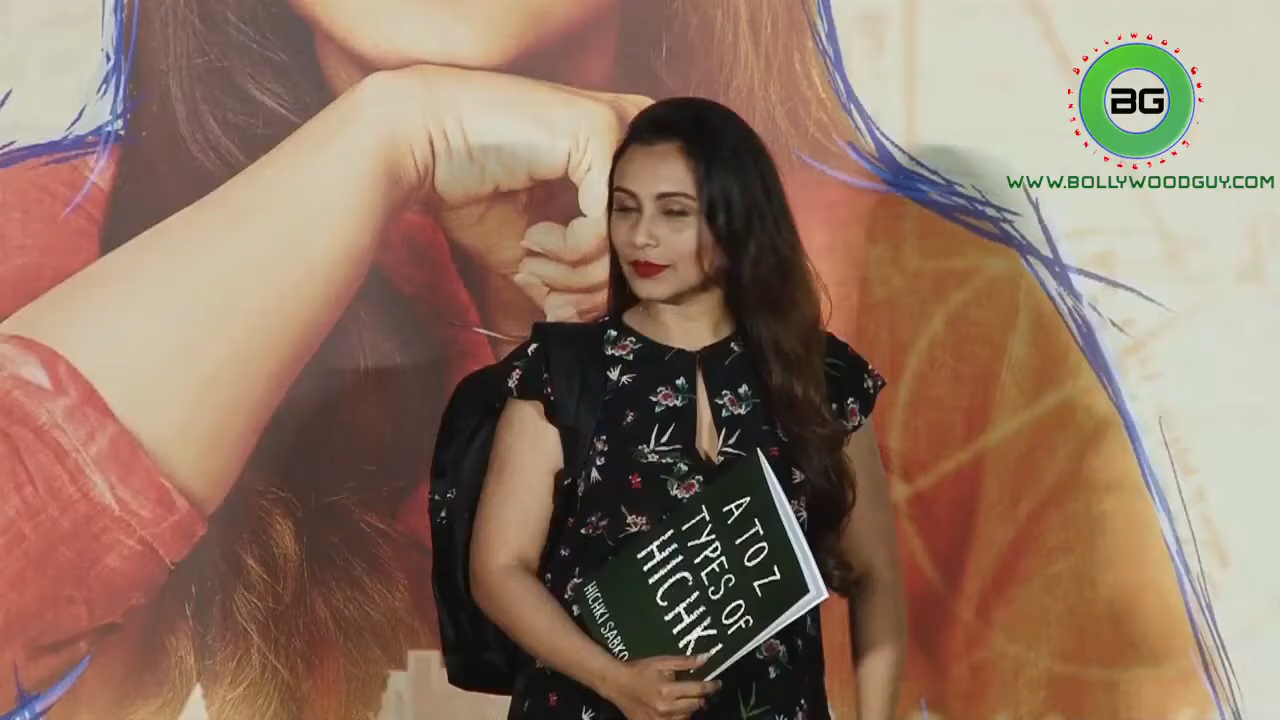 BG
WWW.BOLLYWOODGUY.COM
A TO Z
TYPES OF
HICHKI
HICHKI SABKO